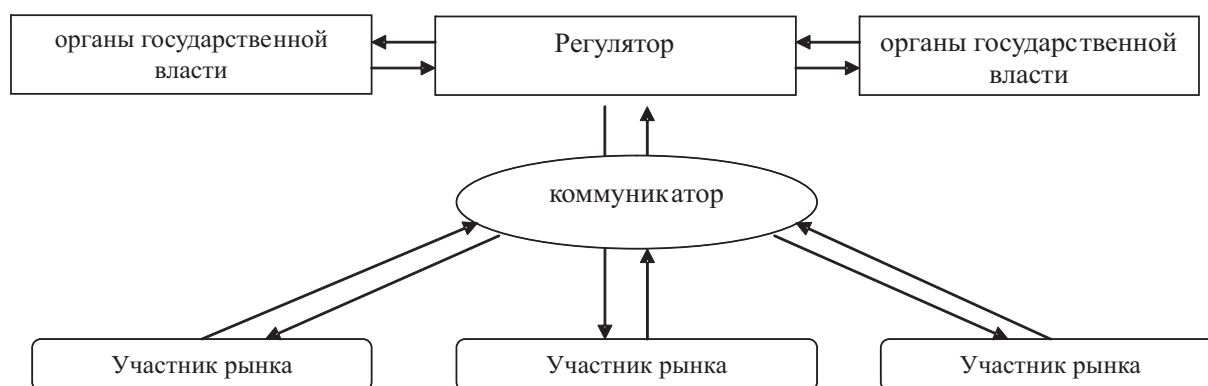 органы государственной
власти
Регулятор
органы государственной
власти
коммуникатор
Участник рынка
Участник рынка
Участник рынка